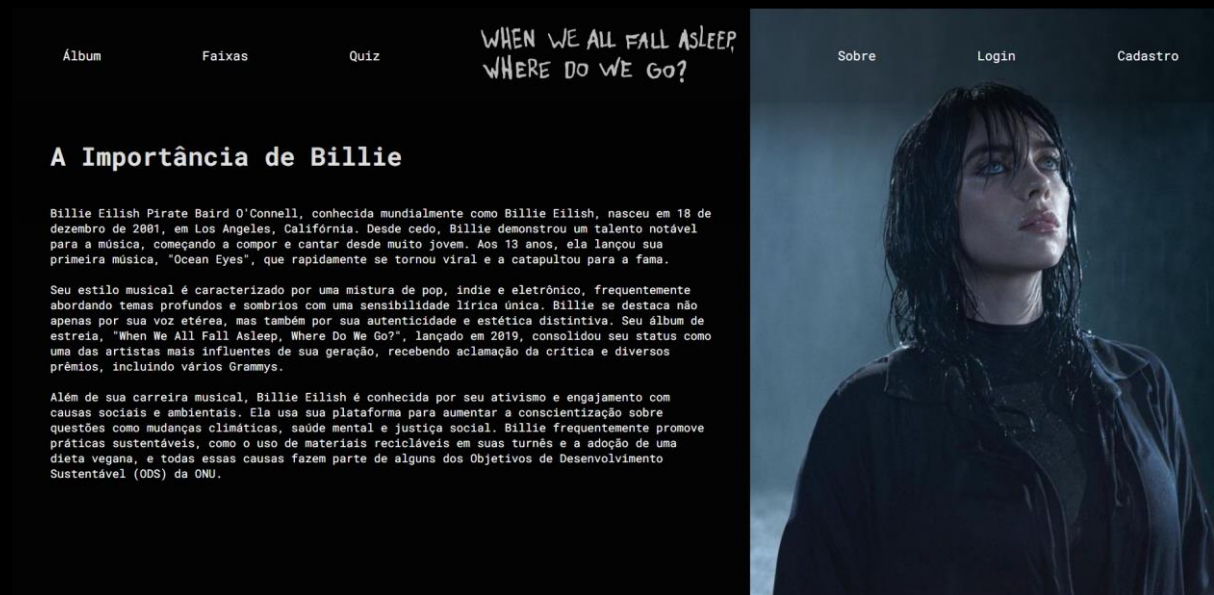 Álbum Faixas Quiz
WHEN WE ALL FALL ASLEEP,
WHERE DO WE GO?
Sobre Login Cadastro
A Importância de Billie
Billie Eilish Pirate Baird O'Connell, conhecida mundialmente como Billie Eilish, nasceu em 18 de
dezembro de 2001, em Los Angeles, Califórnia. Desde cedo, Billie demonstrou um talento notável
para a música, começando a compor e cantar desde muito jovem. Aos 13 anos, ela lançou sua
primeira música, "Ocean Eyes", que rapidamente se tornou viral e a catapultou para a fama.
Seu estilo musical é caracterizado por uma mistura de pop, indie e eletrônico, frequentemente
abordando temas profundos e sombrios com uma sensibilidade lírica única. Billie se destaca não
apenas por sua voz etérea, mas também por sua autenticidade e estética distintiva. Seu álbum de
estreia, "When We All Fall Asleep, Where Do We Go?", lançado em 2019, consolidou seu status como
uma das artistas mais influentes de sua geração, recebendo aclamação da crítica e diversos
prêmios, incluindo vários Grammys.
Além de sua carreira musical, Billie Eilish é conhecida por seu ativismo e engajamento com
causas sociais e ambientais. Ela usa sua plataforma para aumentar a conscientização sobre
questões como mudanças climáticas, saúde mental e justiça social. Billie frequentemente promove
práticas sustentáveis, como o uso de materiais recicláveis em suas turnês e a adoção de uma
dieta vegana, e todas essas causas fazem parte de alguns dos Objetivos de Desenvolvimento
Sustentável (ODS) da ONU.